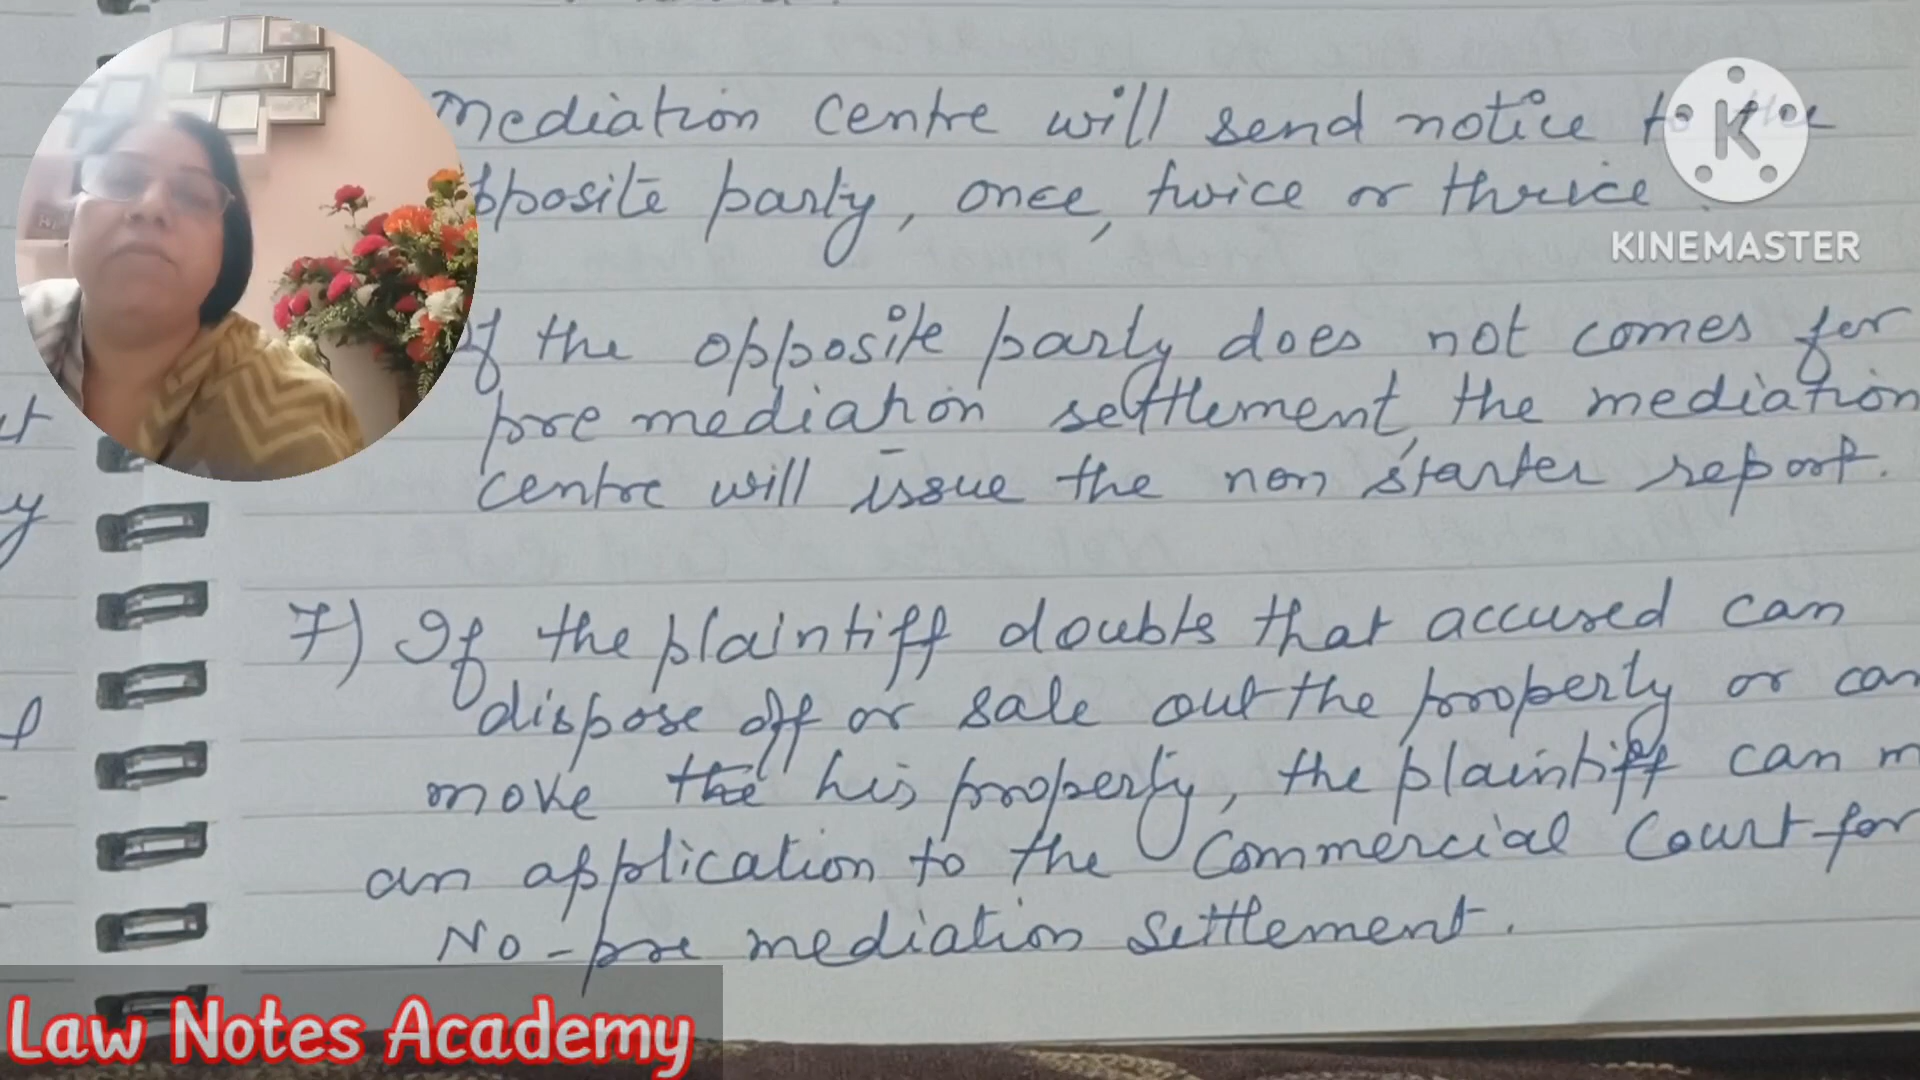 Mediation centre will send notice to the
opposite party, once, twice or thrice.
KINEMASTER
If the opposite party does not comes for
pre mediation settlement, the mediation
centre will issue the non starter report.
7) If the plaintiff doubts that accused can
dispose off or sale out the property or can
move the his property, the plaintiff can m
an application to the Commercial Court for
No-pre mediation settlement.
Law Notes Academy